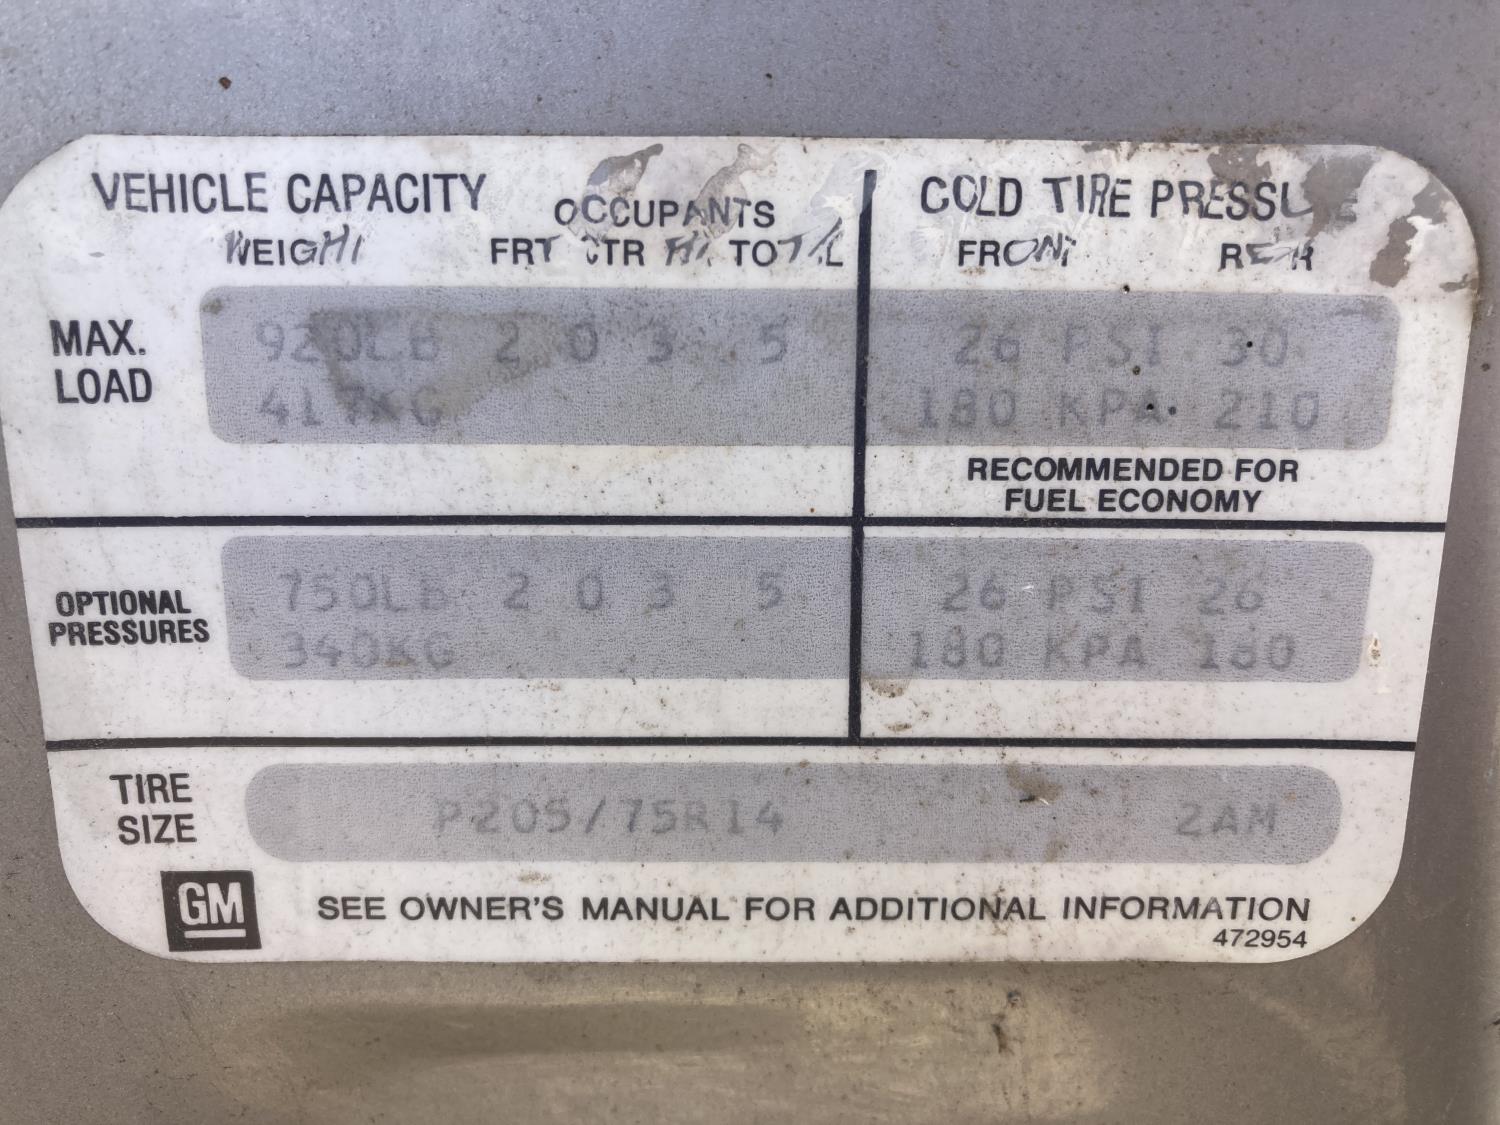 VEHICLE CAPACITY
OCCUPANTS
WEIGHT FRT CTR RR. TOTAL
COLD TIRE PRESSURE
FRONT REAR
MAX.
LOAD
920LB 2 0 3 5
417KG
26 PSI 30
180 KPA 210
RECOMMENDED FOR
FUEL ECONOMY
OPTIONAL
PRESSURES
750LB 2 0 3 5
340KG
26 PSI 26
180 KPA 180
TIRE
SIZE
P205/75R14 2AM
GM
SEE OWNER'S MANUAL FOR ADDITIONAL INFORMATION
472954